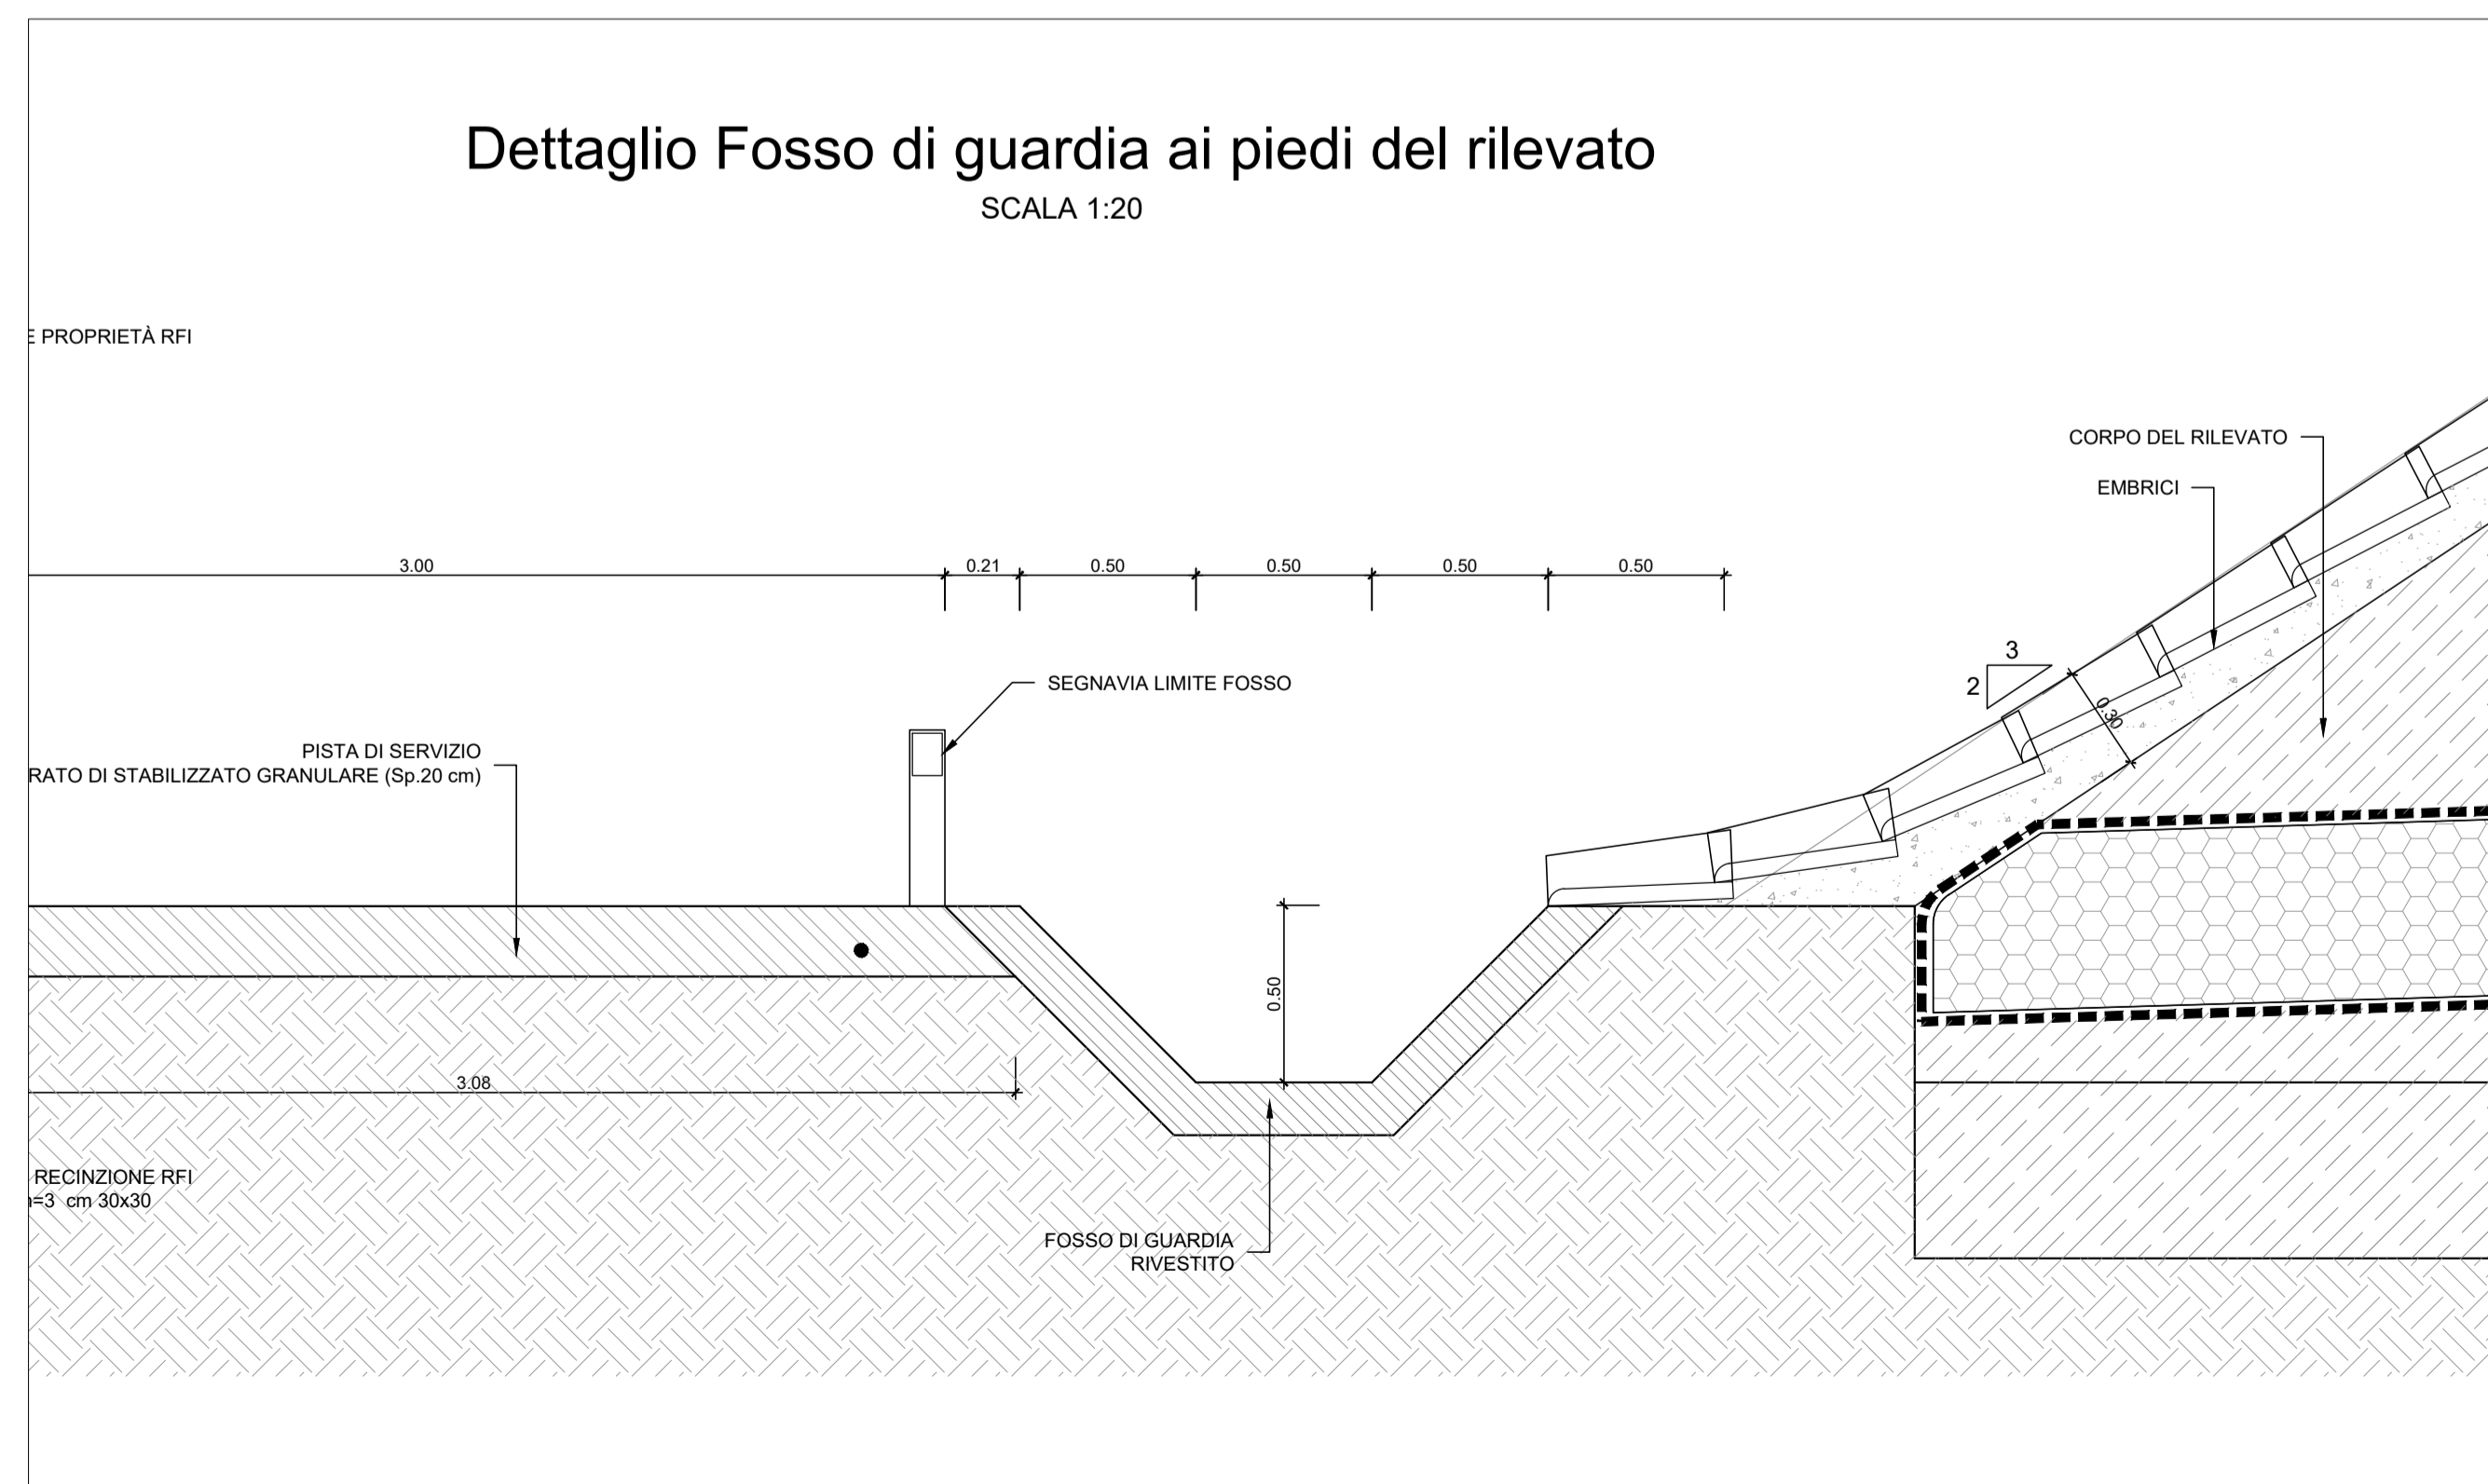 Dettaglio Fosso di guardia ai piedi del rilevato
SCALA 1:20
E PROPRIETÀ RFI
CORPO DEL RILEVATO
EMBRICI
3.00
0.21
0.50
0.50
0.50
0.50
3
2
0.30
SEGNAVIA LIMITE FOSSO
PISTA DI SERVIZIO
RATO DI STABILIZZATO GRANULARE (Sp.20 cm)
0.50
3.08
RECINZIONE RFI
=3 cm 30x30
FOSSO DI GUARDIA
RIVESTITO